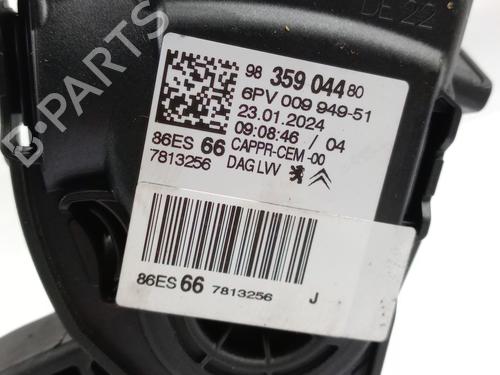 DE 22
98 359 044 80
6PV 009 949-51
23.01.2024
09:08:46 / 04
86ES 66 CAPPR-CEM-00
7813256 DAG LVV
86ES 66 7813256 J
B-PARTS